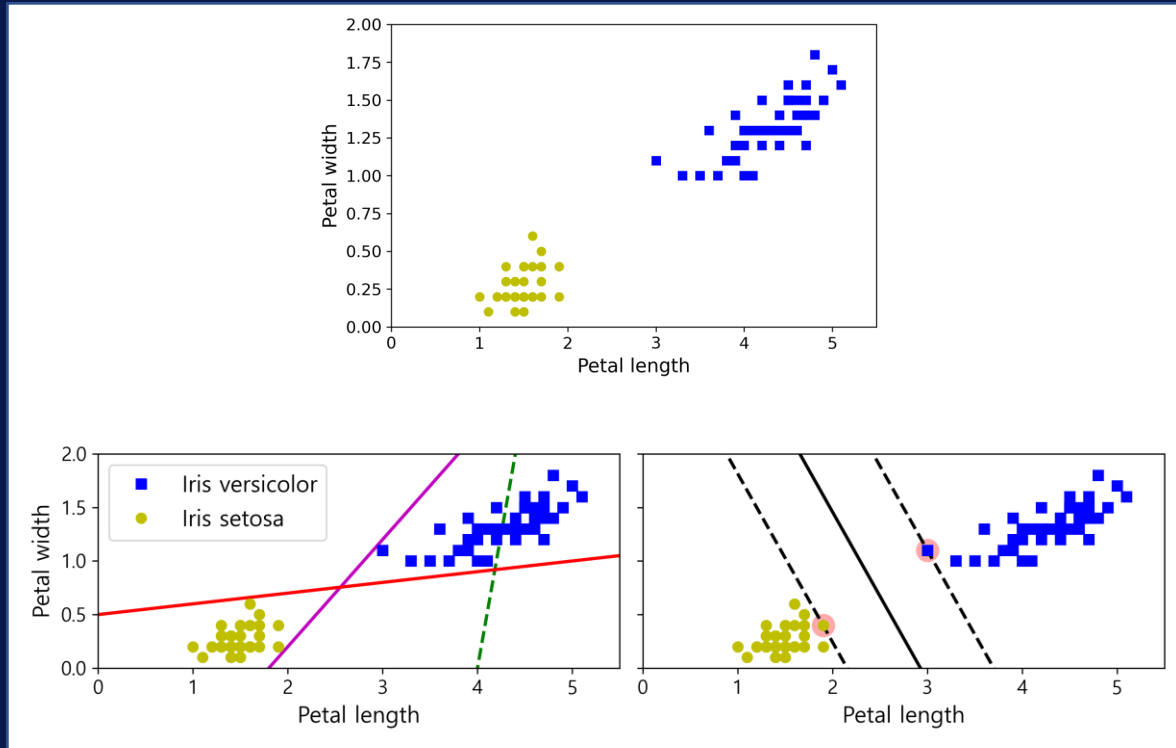 2.00
1.75
1.50
1.25
1.00
0.75
0.50
0.25
0.00
Petal width
0 1 2 3 4 5
Petal length
2.0
1.5
1.0
0.5
0.0
Petal width
Iris versicolor
Iris setosa
0 1 2 3 4 5
Petal length
0 1 2 3 4 5
Petal length